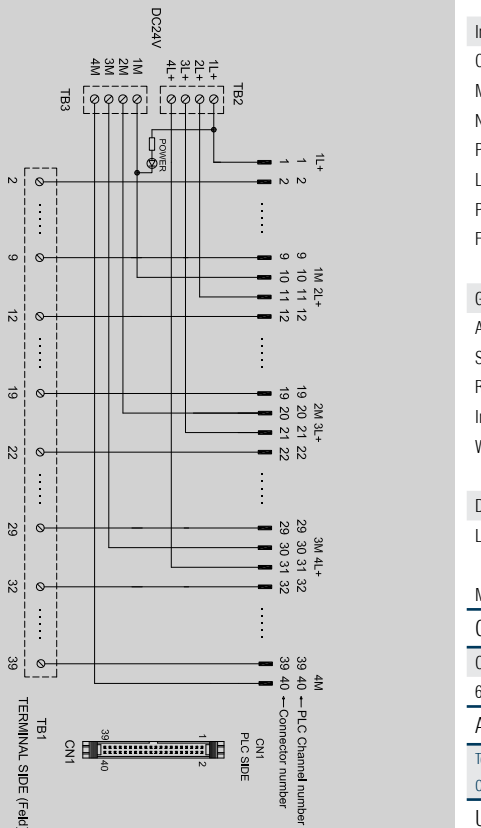 DC24V
4M 3M 2M 1M
4L+ 3L+ 2L+ 1L+
TB3
TB2
POWER
1L+
1M 2L+
2M 3L+
3M 4L+
4M
1 2 9 10 11 12 19 20 21 22 29 30 31 32 39 40 ← PLC Channel number
1 2 9 10 11 12 19 20 21 22 29 30 31 32 39 40 ← Connector number
2 9 12 19 22 29 32 39
TB1
TERMINAL SIDE (Feld
CN1
PLC SIDE
1 2
39 40
CN1